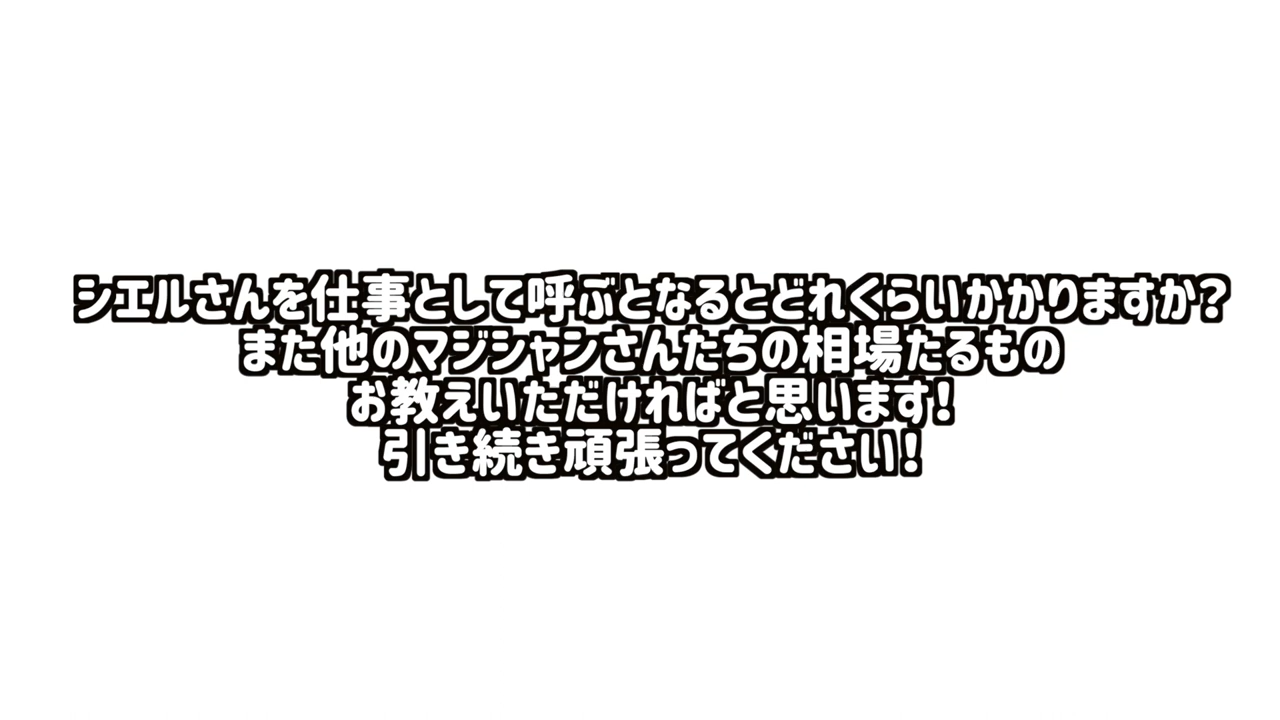 シエルさんを仕事として呼ぶとなるとどれくらいかかりますか?
また他のマジシャンさんたちの相場たるもの
お教えいただければと思います!
引き続き頑張ってください!